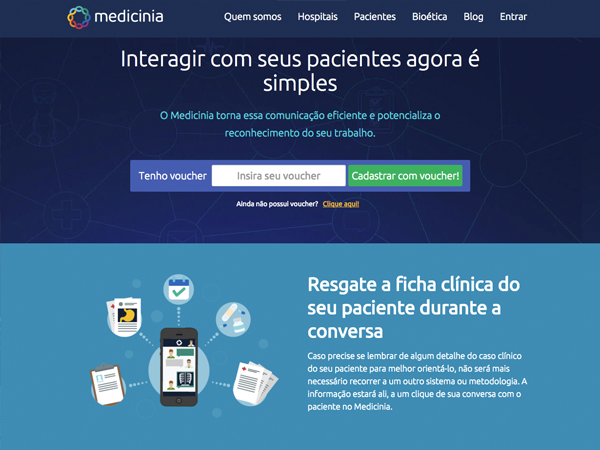 medicinia
Quem somos Hospitais Pacientes Bioética Blog Entrar
Interagir com seus pacientes agora é
simples
O Medicinia torna essa comunicação eficiente e potencializa o
reconhecimento do seu trabalho.
Tenho voucher Insira seu voucher Cadastrar com voucher!
Ainda não possui voucher? Clique aqui!
Resgate a ficha clínica do
seu paciente durante a
conversa
Caso precise se lembrar de algum detalhe do caso clínico
do seu paciente para melhor orientá-lo, não será mais
necessário recorrer a um outro sistema ou metodologia. A
informação estará ali, a um clique de sua conversa com o
paciente no Medicinia.